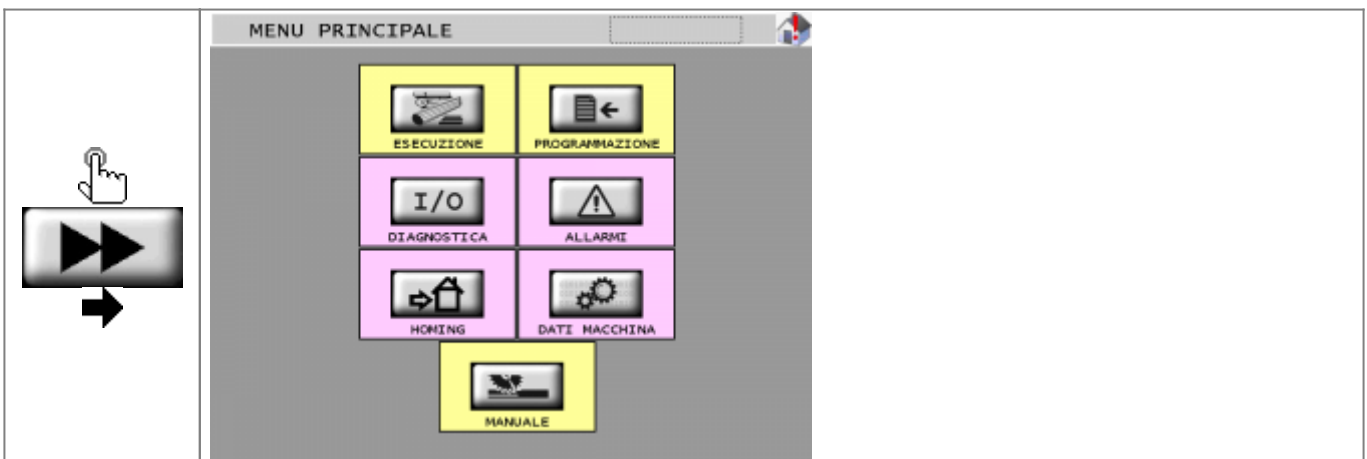 MENU PRINCIPALE
ESECUZIONE
PROGRAMMAZIONE
I/O
DIAGNOSTICA
ALLARMI
HOMING
DATI MACCHINA
MANUALE